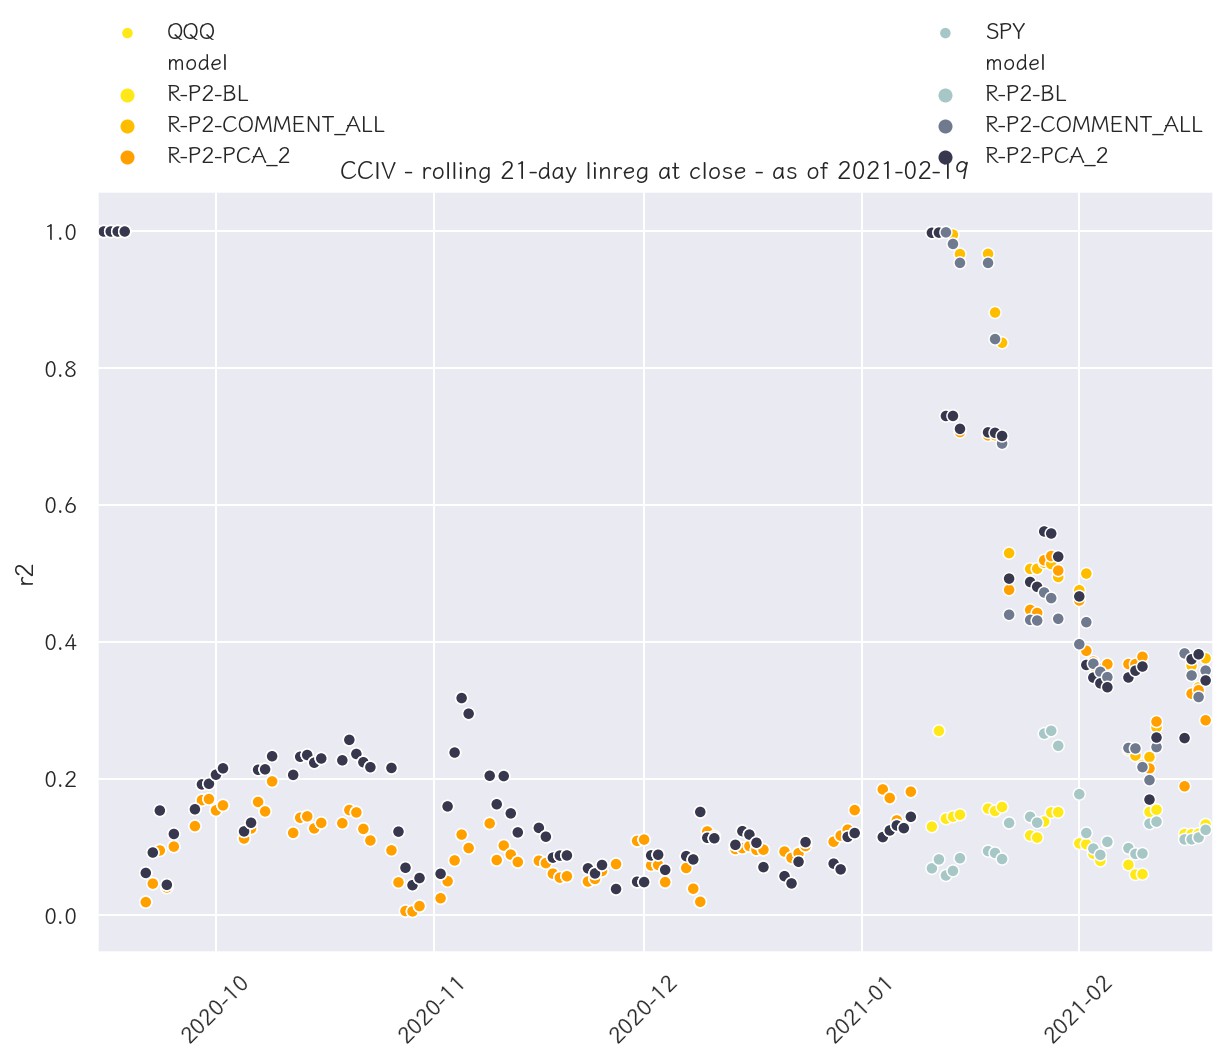 QQQ
model
R-P2-BL
R-P2-COMMENT_ALL
R-P2-PCA_2
SPY
model
R-P2-BL
R-P2-COMMENT_ALL
R-P2-PCA_2
CCIV - rolling 21-day linreg at close - as of 2021-02-19
1.0
0.8
0.6
0.4
0.2
0.0
r2
2020-10
2020-11
2020-12
2021-01
2021-02